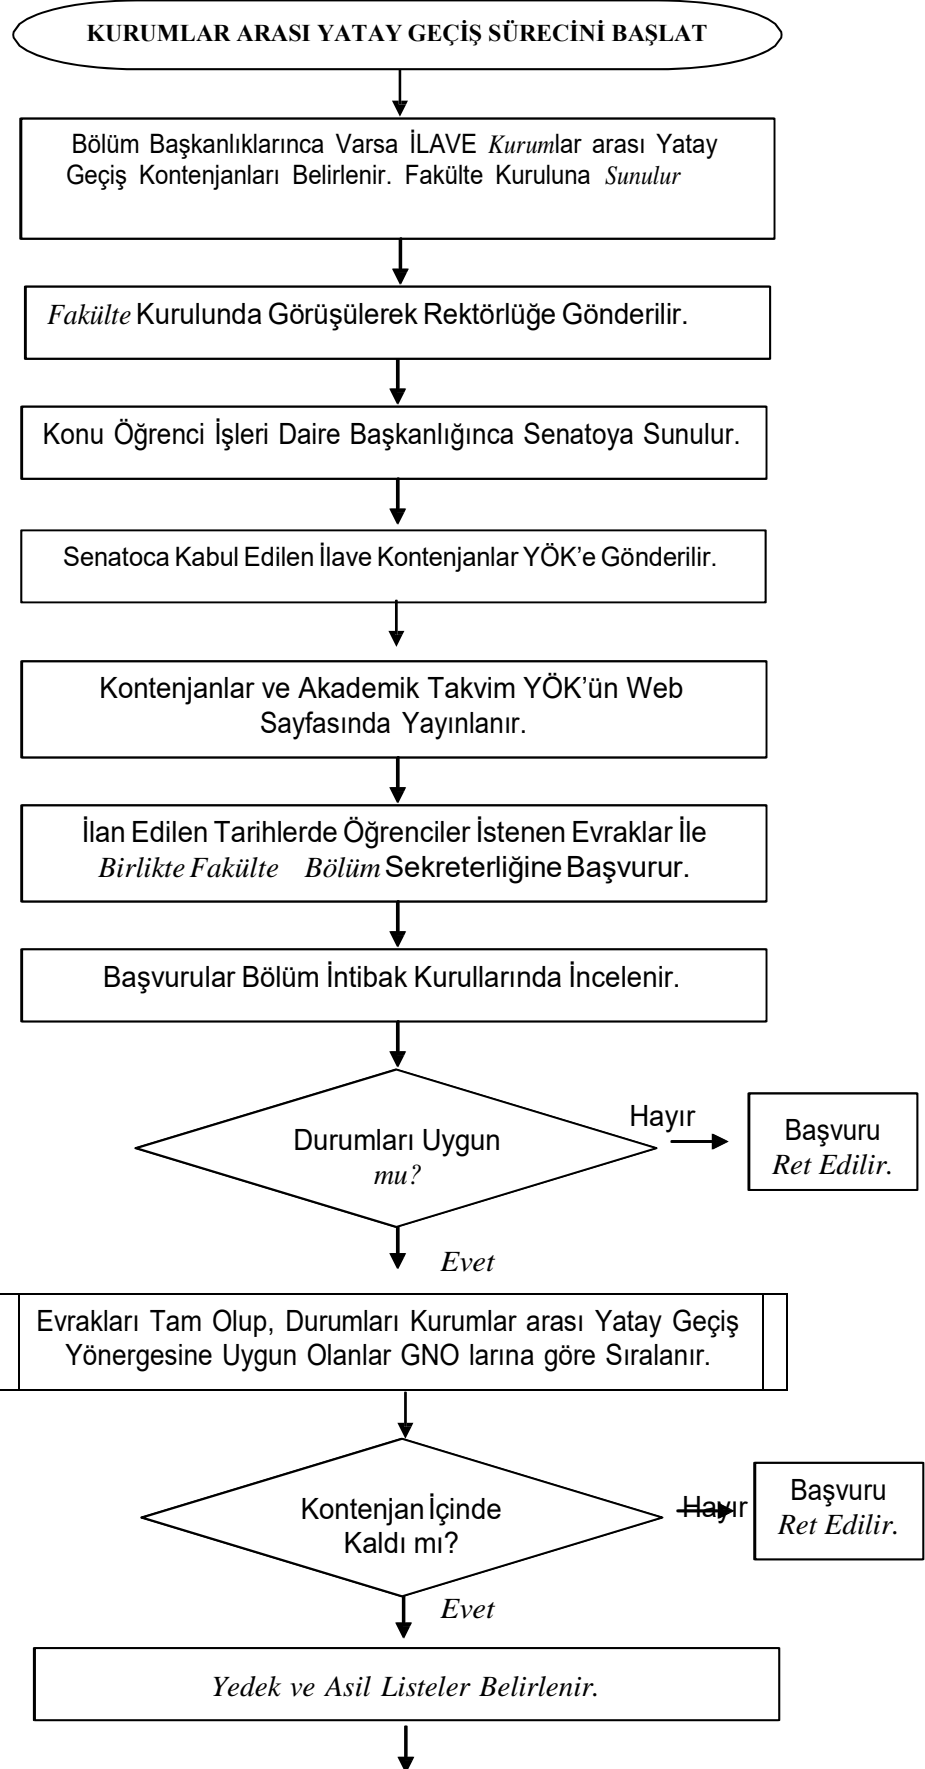 KURUMLAR ARASI YATAY GEÇİŞ SÜRECİNİ BAŞLAT
Bölüm Başkanlıklarınca Varsa İLAVE Kurumlar arası Yatay
Geçiş Kontenjanları Belirlenir. Fakülte Kuruluna Sunulur
Fakülte Kurulunda Görüşülerek Rektörlüğe Gönderilir.
Konu Öğrenci İşleri Daire Başkanlığınca Senatoya Sunulur.
Senatoca Kabul Edilen İlave Kontenjanlar YÖK’e Gönderilir.
Kontenjanlar ve Akademik Takvim YÖK’ün Web
Sayfasında Yayınlanır.
İlan Edilen Tarihlerde Öğrenciler İstenen Evraklar İle
Birlikte Fakülte Bölüm Sekreterliğine Başvurur.
Başvurular Bölüm İntibak Kurullarında İncelenir.
Durumları Uygun
mu?
Hayır
Başvuru
Ret Edilir.
Evet
Evrakları Tam Olup, Durumları Kurumlar arası Yatay Geçiş
Yönergesine Uygun Olanlar GNO larına göre Sıralanır.
Kontenjan İçinde
Kaldı mı?
Hayır
Başvuru
Ret Edilir.
Evet
Yedek ve Asil Listeler Belirlenir.